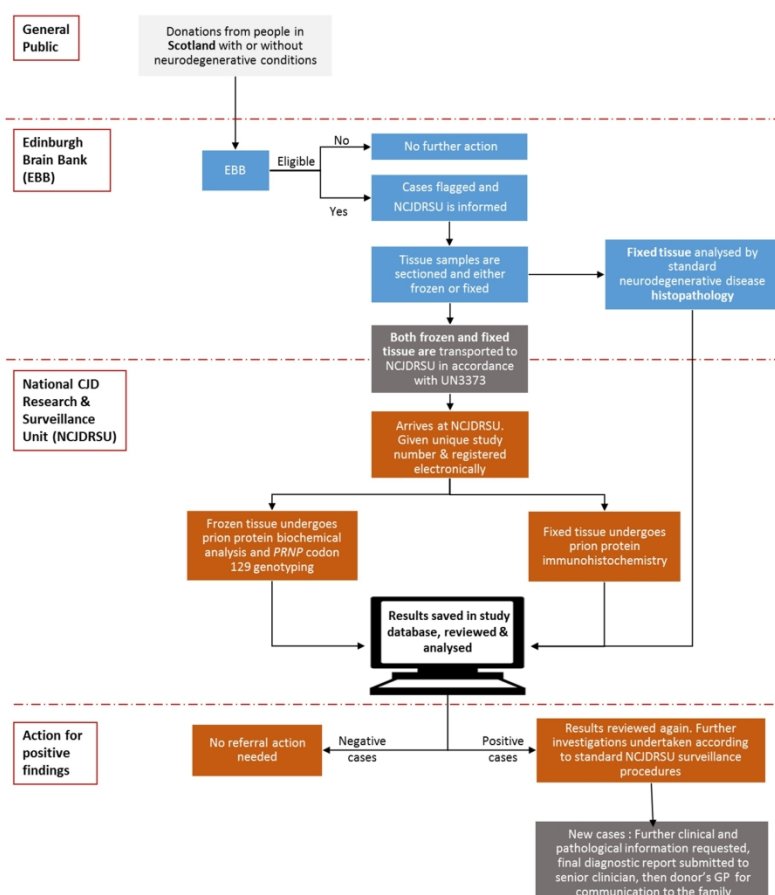 General
Public
Donations from people in
Scotland with or without
neurodegenerative conditions
Edinburgh
Brain Bank
(EBB)
EBB
Eligible
No
No further action
Yes
Cases flagged and
NCJDRSU is informed
Tissue samples are
sectioned and either
frozen or fixed
Fixed tissue analysed by
standard
neurodegenerative disease
histopathology
Both frozen and fixed
tissue are transported to
NCJDRSU in accordance
with UN3373
National CJD
Research &
Surveillance
Unit (NCJDRSU)
Arrives at NCJDRSU.
Given unique study
number & registered
electronically
Frozen tissue undergoes
prion protein biochemical
analysis and PRNP codon
129 genotyping
Fixed tissue undergoes
prion protein
immunohistochemistry
Results saved in study
database, reviewed &
analysed
Action for
positive
findings
No referral action
needed
Negative
cases
Positive
cases
Results reviewed again. Further
investigations undertaken according
to standard NCJDRSU surveillance
procedures
New cases : Further clinical and
pathological information requested,
final diagnostic report submitted to
senior clinician, then donor's GP for
communication to the family